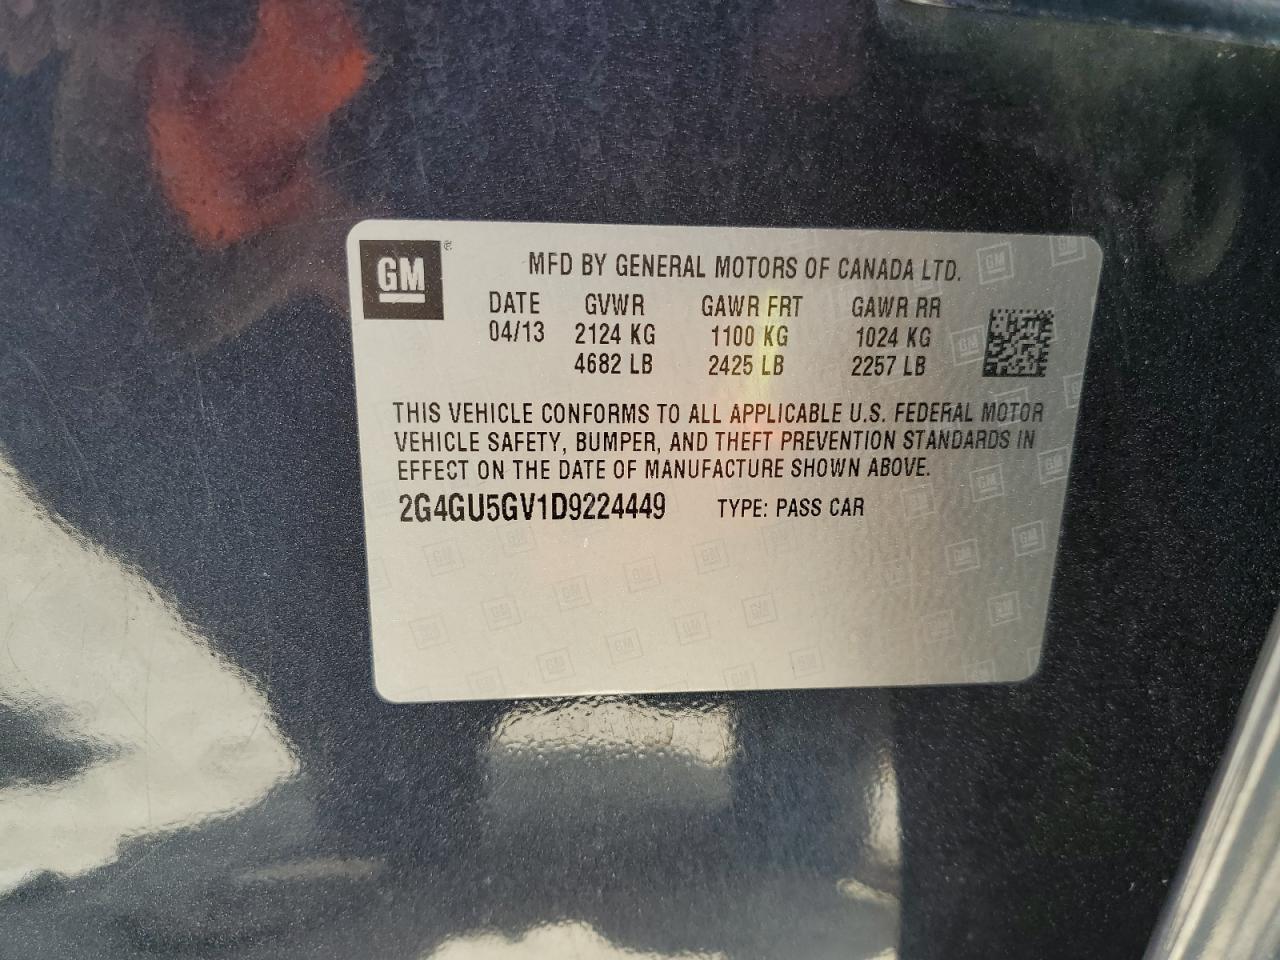 GM®
MFD BY GENERAL MOTORS OF CANADA LTD.
DATE GVWR GAWR FRT GAWR RR
04/13 2124 KG 1100 KG 1024 KG
4682 LB 2425 LB 2257 LB
THIS VEHICLE CONFORMS TO ALL APPLICABLE U.S. FEDERAL MOTOR
VEHICLE SAFETY, BUMPER, AND THEFT PREVENTION STANDARDS IN
EFFECT ON THE DATE OF MANUFACTURE SHOWN ABOVE.
2G4GU5GV1D9224449 TYPE: PASS CAR